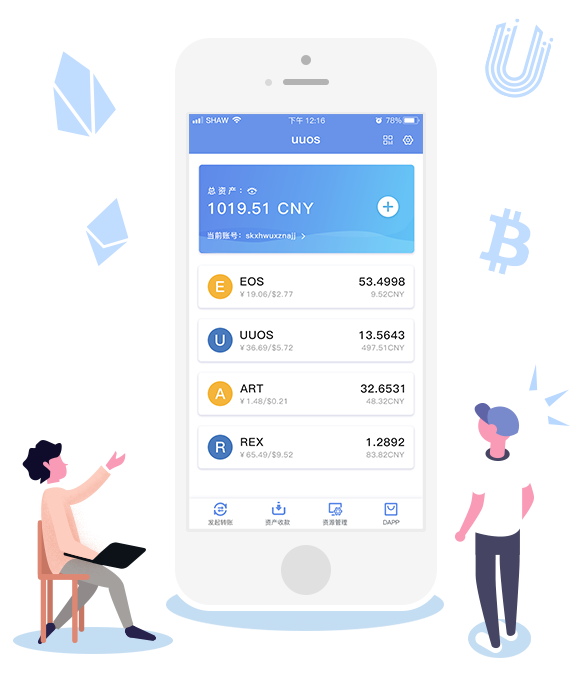 SHAW 下午 12:16 78%
uuos
总资产：
1019.51 CNY
当前账号：skxhwuxznajj >
E EOS 53.4998
¥19.06/$2.77 9.52CNY
U UUOS 13.5643
¥36.69/$5.72 497.51CNY
A ART 32.6531
¥1.48/$0.21 48.32CNY
R REX 1.2892
¥65.49/$9.52 83.82CNY
发起转账 资产收款 资源管理 DAPP